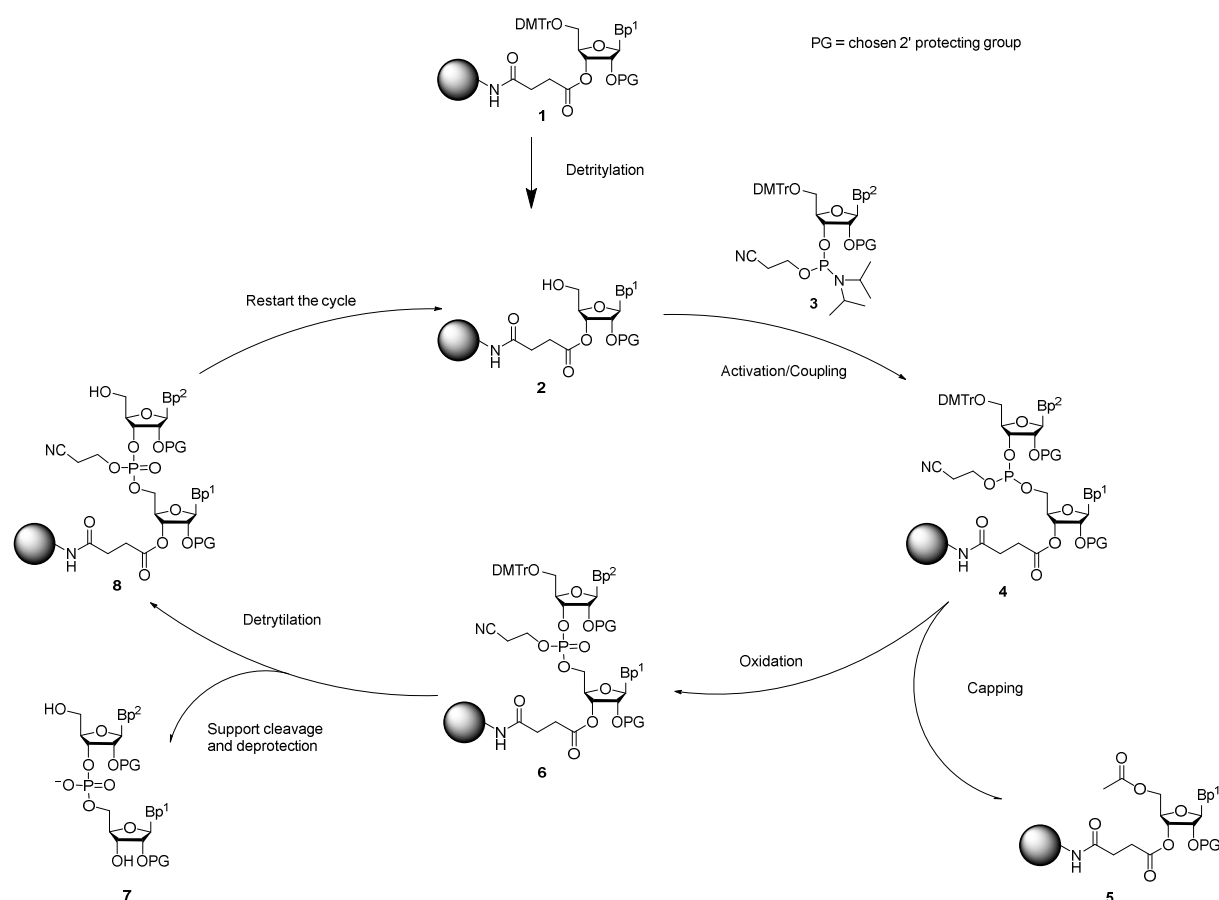 DMTrO
O
Bp1
OPG
O
N
H
O
O
1
PG = chosen 2' protecting group
Detritylation
DMTrO
O
Bp2
OPG
O
NC
O
P
N
3
Restart the cycle
HO
O
Bp1
OPG
O
N
H
O
O
2
Activation/Coupling
HO
O
Bp2
OPG
O
NC
O
P=O
O
O
Bp1
OPG
O
N
H
O
O
8
DMTrO
O
Bp2
OPG
O
NC
O
P
O
O
Bp1
OPG
O
N
H
O
O
4
Detrytilation
DMTrO
O
Bp2
OPG
O
NC
O
P=O
O
O
Bp1
OPG
O
N
H
O
O
6
Oxidation
Capping
Support cleavage
and deprotection
HO
O
Bp2
OPG
O
−O
P=O
O
O
Bp1
OH
OPG
7
O
O
O
Bp1
OPG
O
N
H
O
O
5